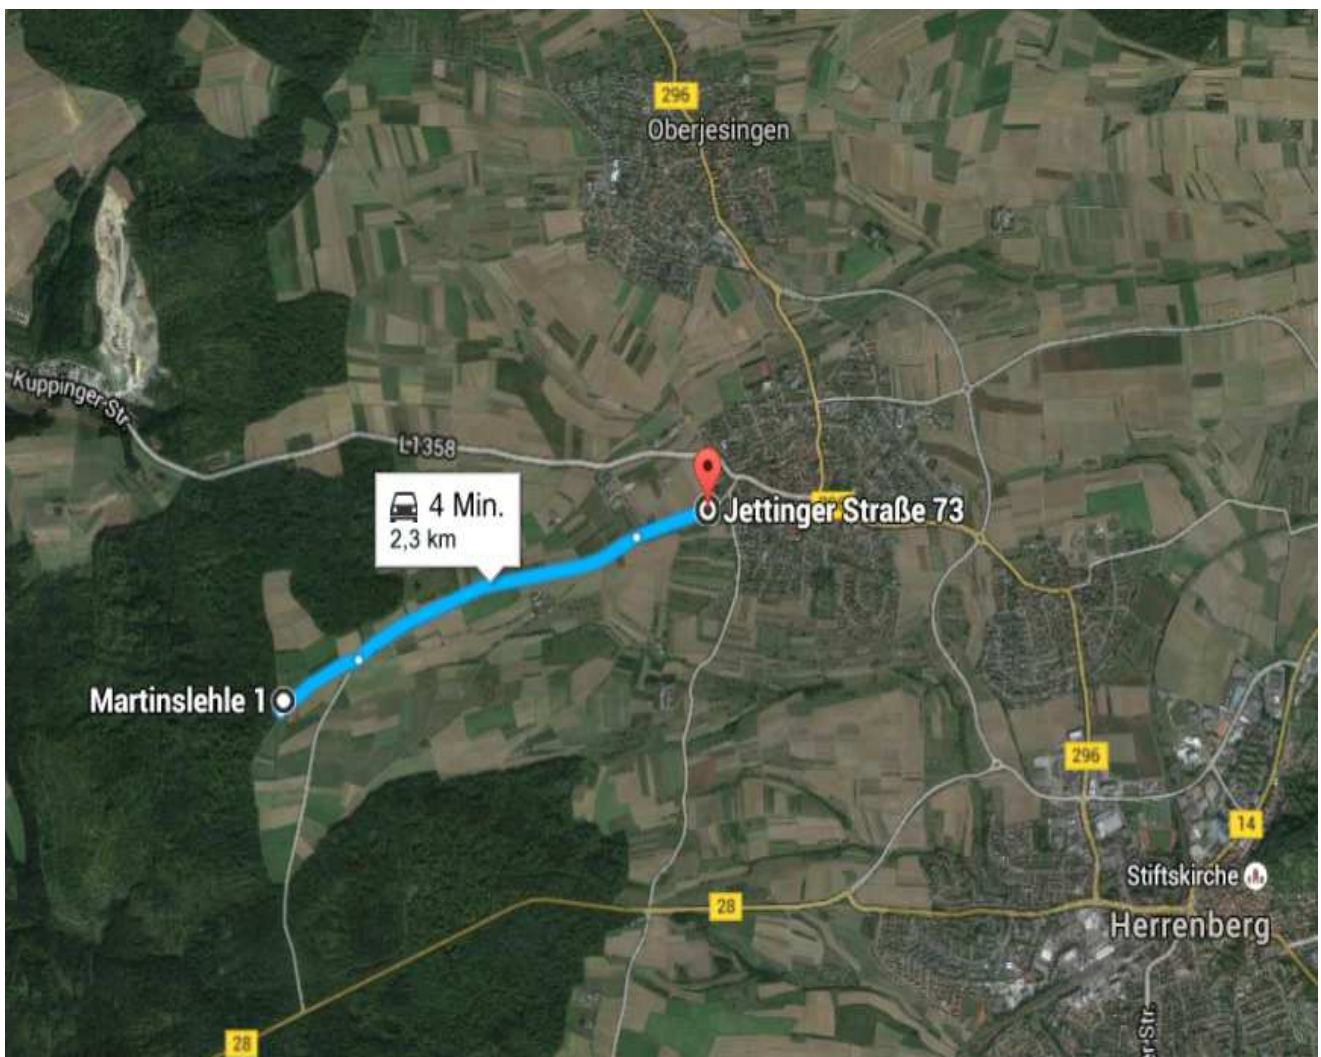 296
Oberjesingen
Kuppinger Str.
L1358
4 Min.
2,3 km
Jettinger Straße 73
Martinslehle 1
296
14
Stiftskirche
28
Herrenberg
28